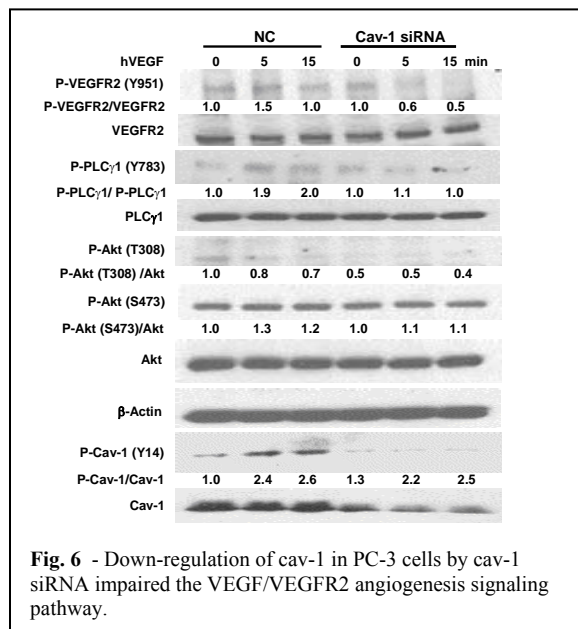 NC Cav-1 siRNA
hVEGF 0 5 15 0 5 15 min
P-VEGFR2 (Y951)
P-VEGFR2/VEGFR2 1.0 1.5 1.0 1.0 0.6 0.5
VEGFR2
P-PLCγ1 (Y783)
P-PLCγ1/ P-PLCγ1 1.0 1.9 2.0 1.0 1.1 1.0
PLCγ1
P-Akt (T308)
P-Akt (T308) /Akt 1.0 0.8 0.7 0.5 0.5 0.4
P-Akt (S473)
P-Akt (S473)/Akt 1.0 1.3 1.2 1.0 1.1 1.1
Akt
β-Actin
P-Cav-1 (Y14)
P-Cav-1/Cav-1 1.0 2.4 2.6 1.3 2.2 2.5
Cav-1
Fig. 6 - Down-regulation of cav-1 in PC-3 cells by cav-1
siRNA impaired the VEGF/VEGFR2 angiogenesis signaling
pathway.